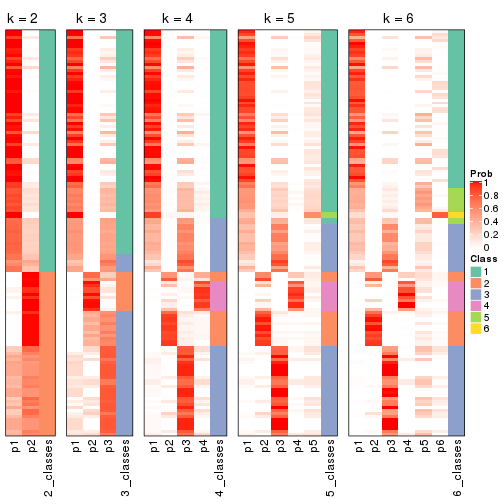 k = 2
k = 3
k = 4
k = 5
k = 6
p1
p2
2_classes
p1
p2
p3
3_classes
p1
p2
p3
p4
4_classes
p1
p2
p3
p4
p5
5_classes
p1
p2
p3
p4
p5
p6
6_classes
Prob
1
0.8
0.6
0.4
0.2
0
Class
1
2
3
4
5
6